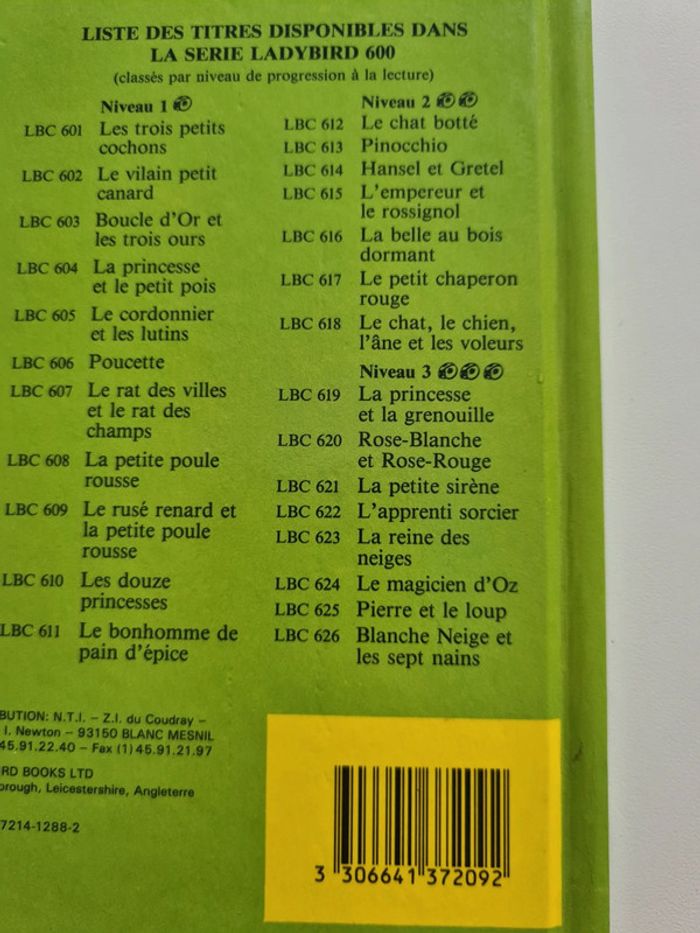 LISTE DES TITRES DISPONIBLES DANS
LA SERIE LADYBIRD 600
(classés par niveau de progression à la lecture)
Niveau 1
LBC 601 Les trois petits
cochons
LBC 602 Le vilain petit
canard
LBC 603 Boucle d'Or et
les trois ours
LBC 604 La princesse
et le petit pois
LBC 605 Le cordonnier
et les lutins
LBC 606 Poucette
LBC 607 Le rat des villes
et le rat des
champs
LBC 608 La petite poule
rousse
LBC 609 Le rusé renard et
la petite poule
rousse
LBC 610 Les douze
princesses
LBC 611 Le bonhomme de
pain d'épice
Niveau 2
LBC 612 Le chat botté
LBC 613 Pinocchio
LBC 614 Hansel et Gretel
LBC 615 L'empereur et
le rossignol
LBC 616 La belle au bois
dormant
LBC 617 Le petit chaperon
rouge
LBC 618 Le chat, le chien,
l'âne et les voleurs
Niveau 3
LBC 619 La princesse
et la grenouille
LBC 620 Rose-Blanche
et Rose-Rouge
LBC 621 La petite sirène
LBC 622 L'apprenti sorcier
LBC 623 La reine des
neiges
LBC 624 Le magicien d'Oz
LBC 625 Pierre et le loup
LBC 626 Blanche Neige et
les sept nains
BUTION: N.T.I. – Z.I. du Coudray –
I. Newton – 93150 BLANC MESNIL
45.91.22.40 – Fax (1) 45.91.21.97
RD BOOKS LTD
orough, Leicestershire, Angleterre
7214-1288-2
3 306641 372092